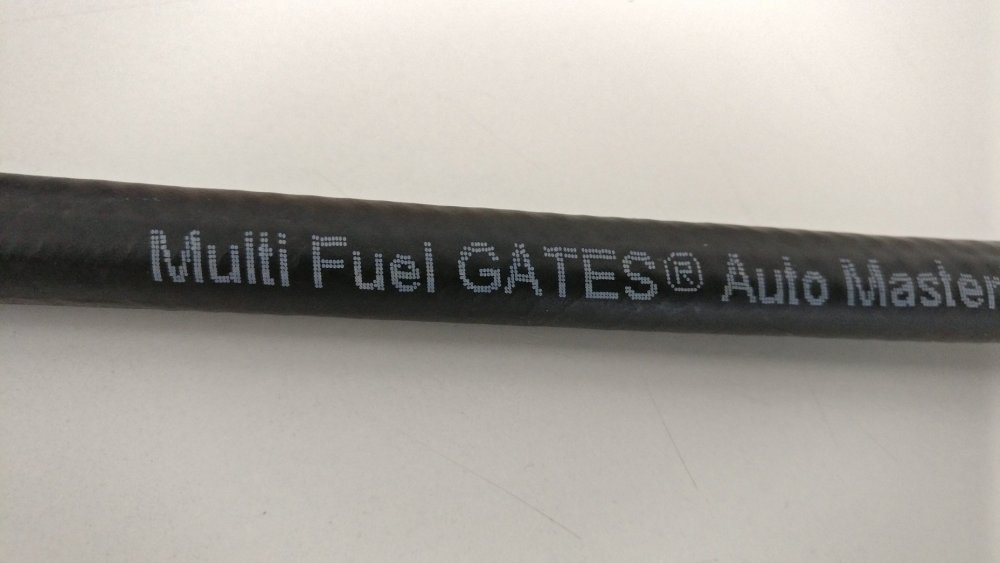 Multi Fuel GATES® Auto Master